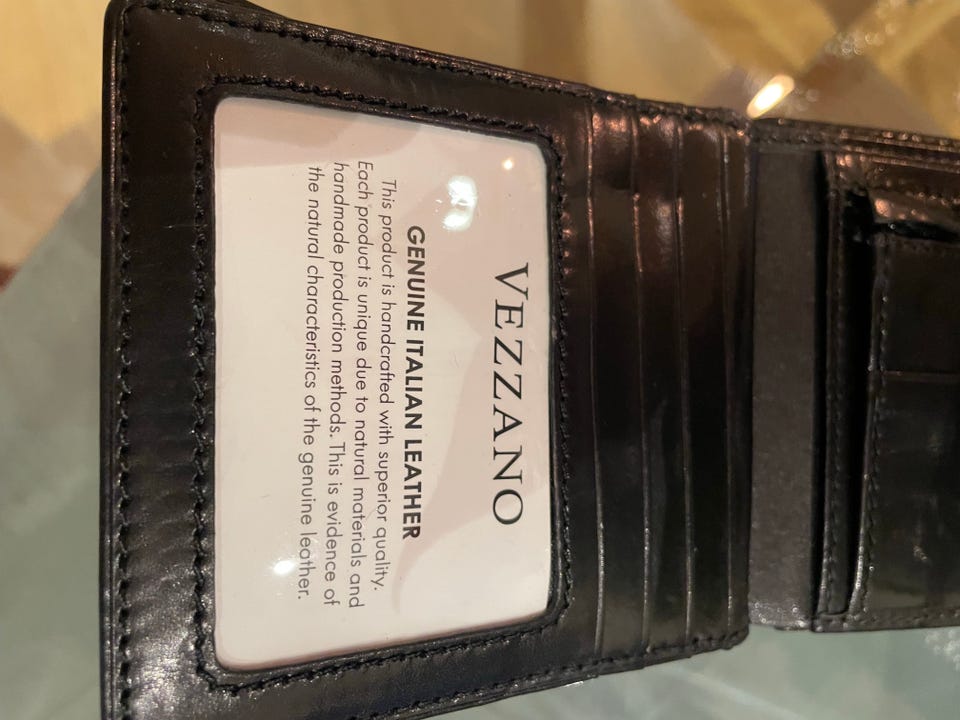 VEZZANO
GENUINE ITALIAN LEATHER
This product is handcrafted with superior quality.
Each product is unique due to natural materials and
handmade production methods. This is evidence of
the natural characteristics of the genuine leather.